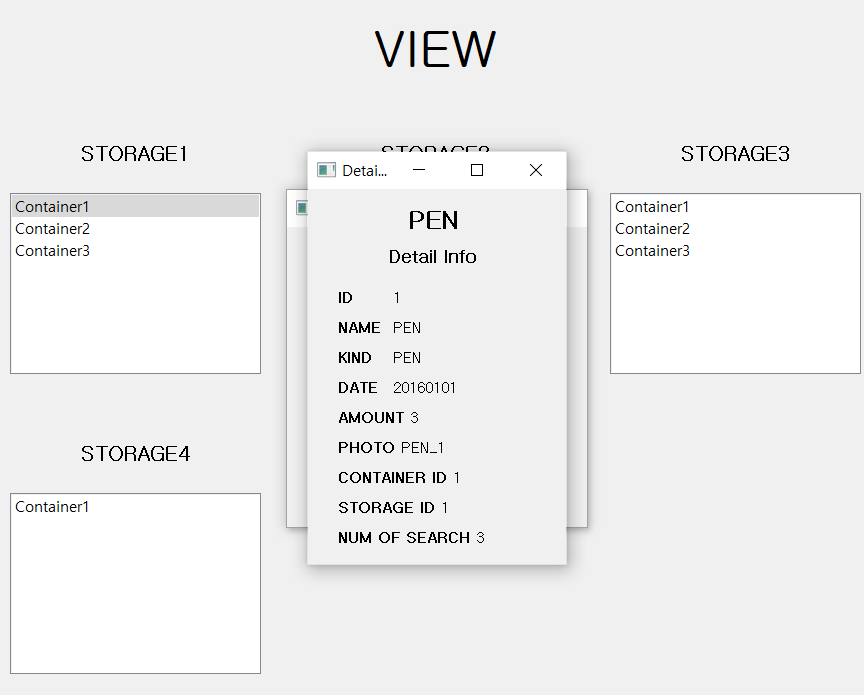 VIEW
STORAGE1
STORAGE3
Container1
Container2
Container3
Detai...
PEN
Detail Info
ID 1
NAME PEN
KIND PEN
DATE 20160101
AMOUNT 3
PHOTO PEN_1
CONTAINER ID 1
STORAGE ID 1
NUM OF SEARCH 3
Container1
Container2
Container3
STORAGE4
Container1